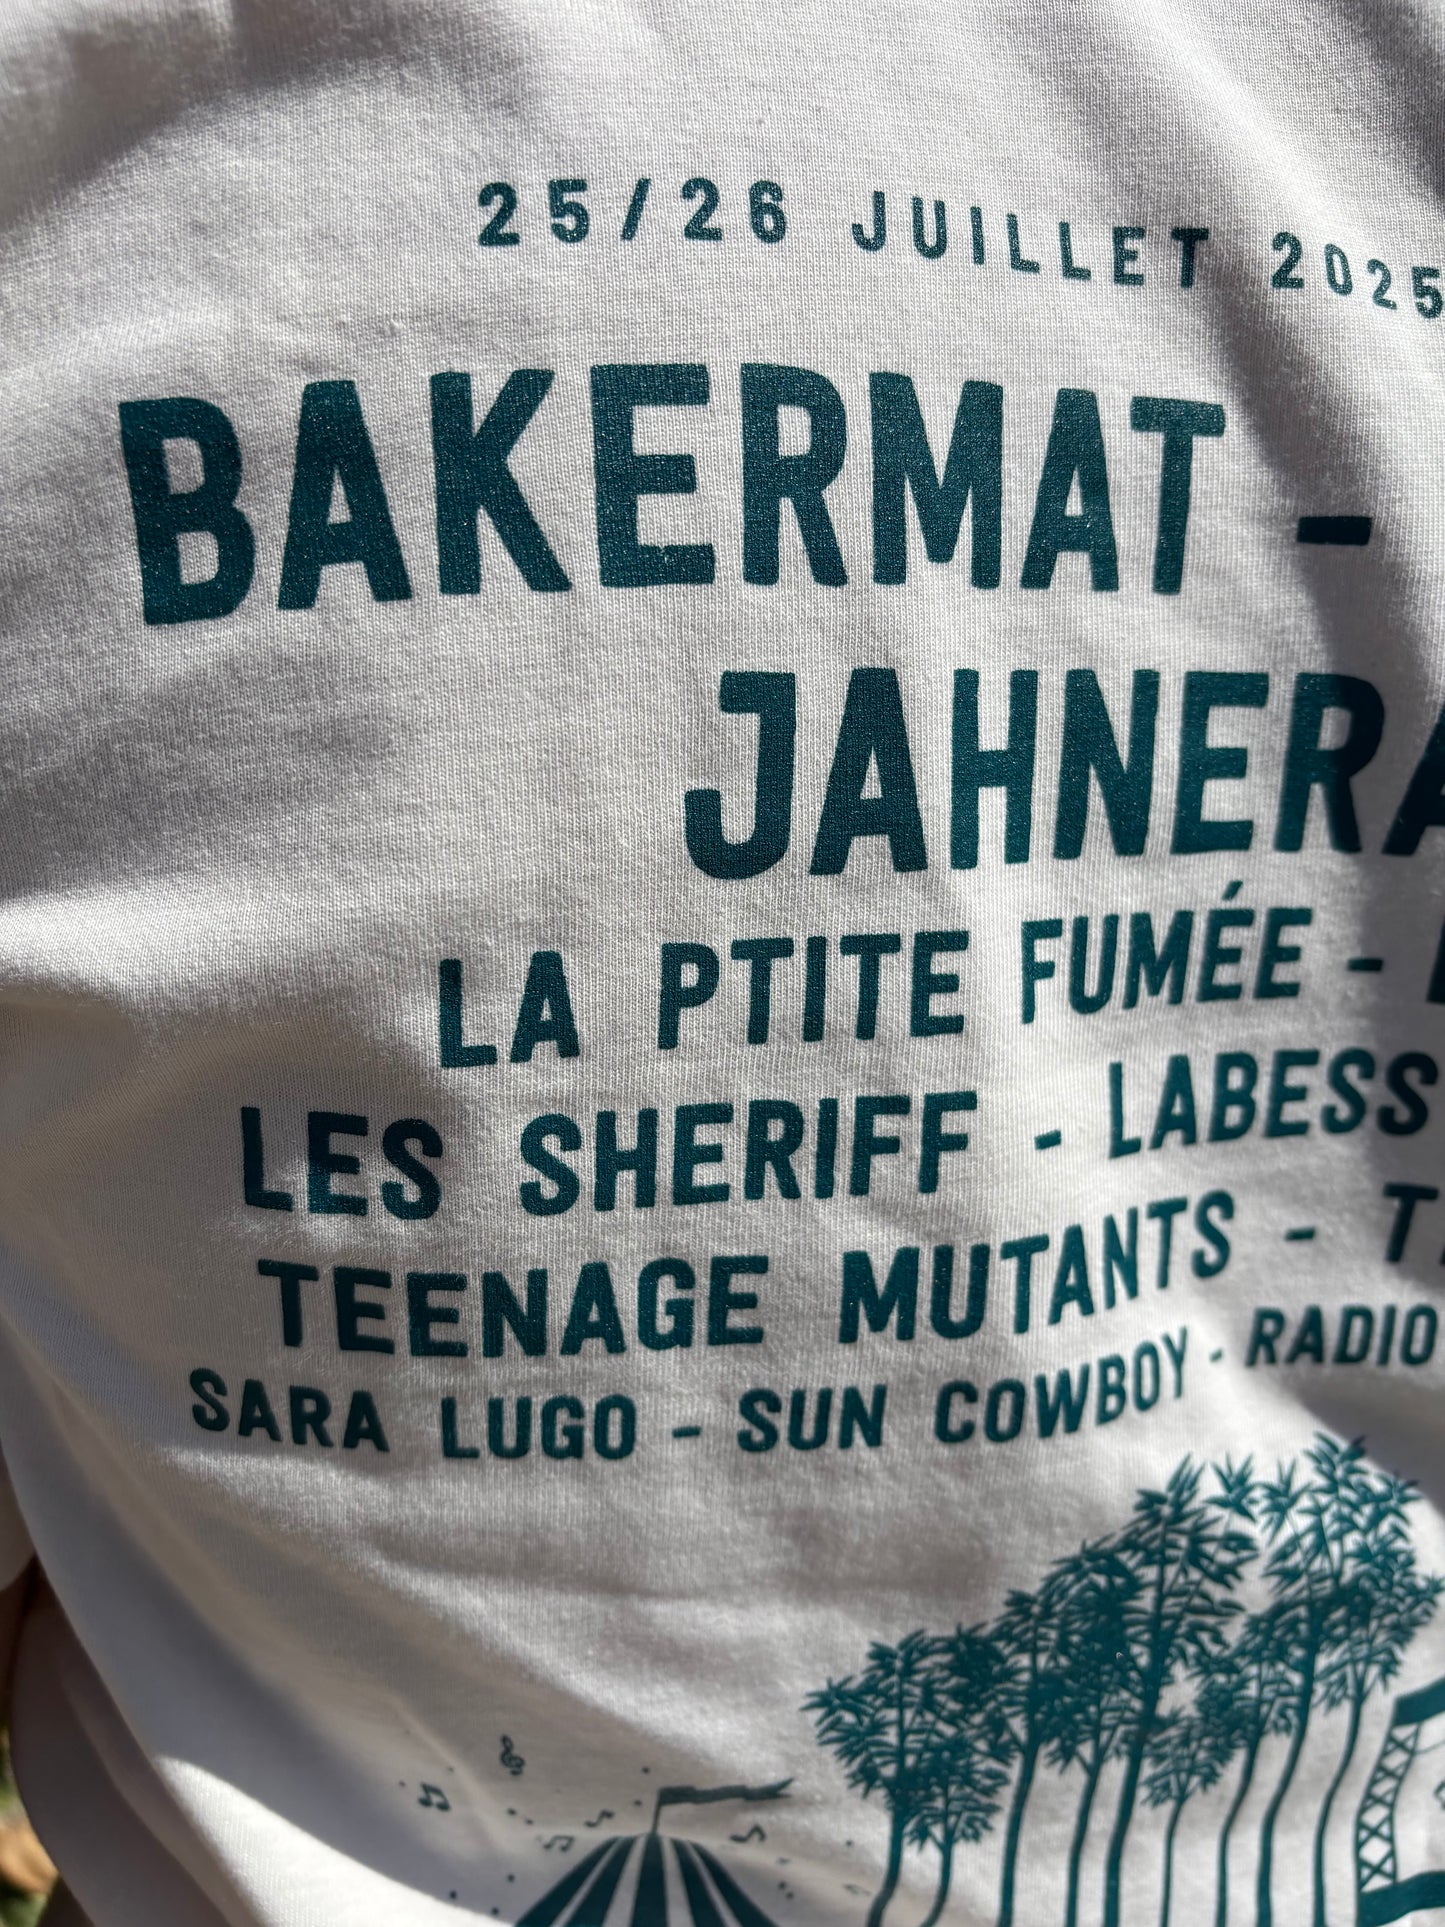 25/26 JUILLET 2025
BAKERMAT -
JAHNERA
LA PTITE FUMÉE -
LES SHERIFF - LABESS
TEENAGE MUTANTS -
SARA LUGO - SUN COWBOY - RADIO